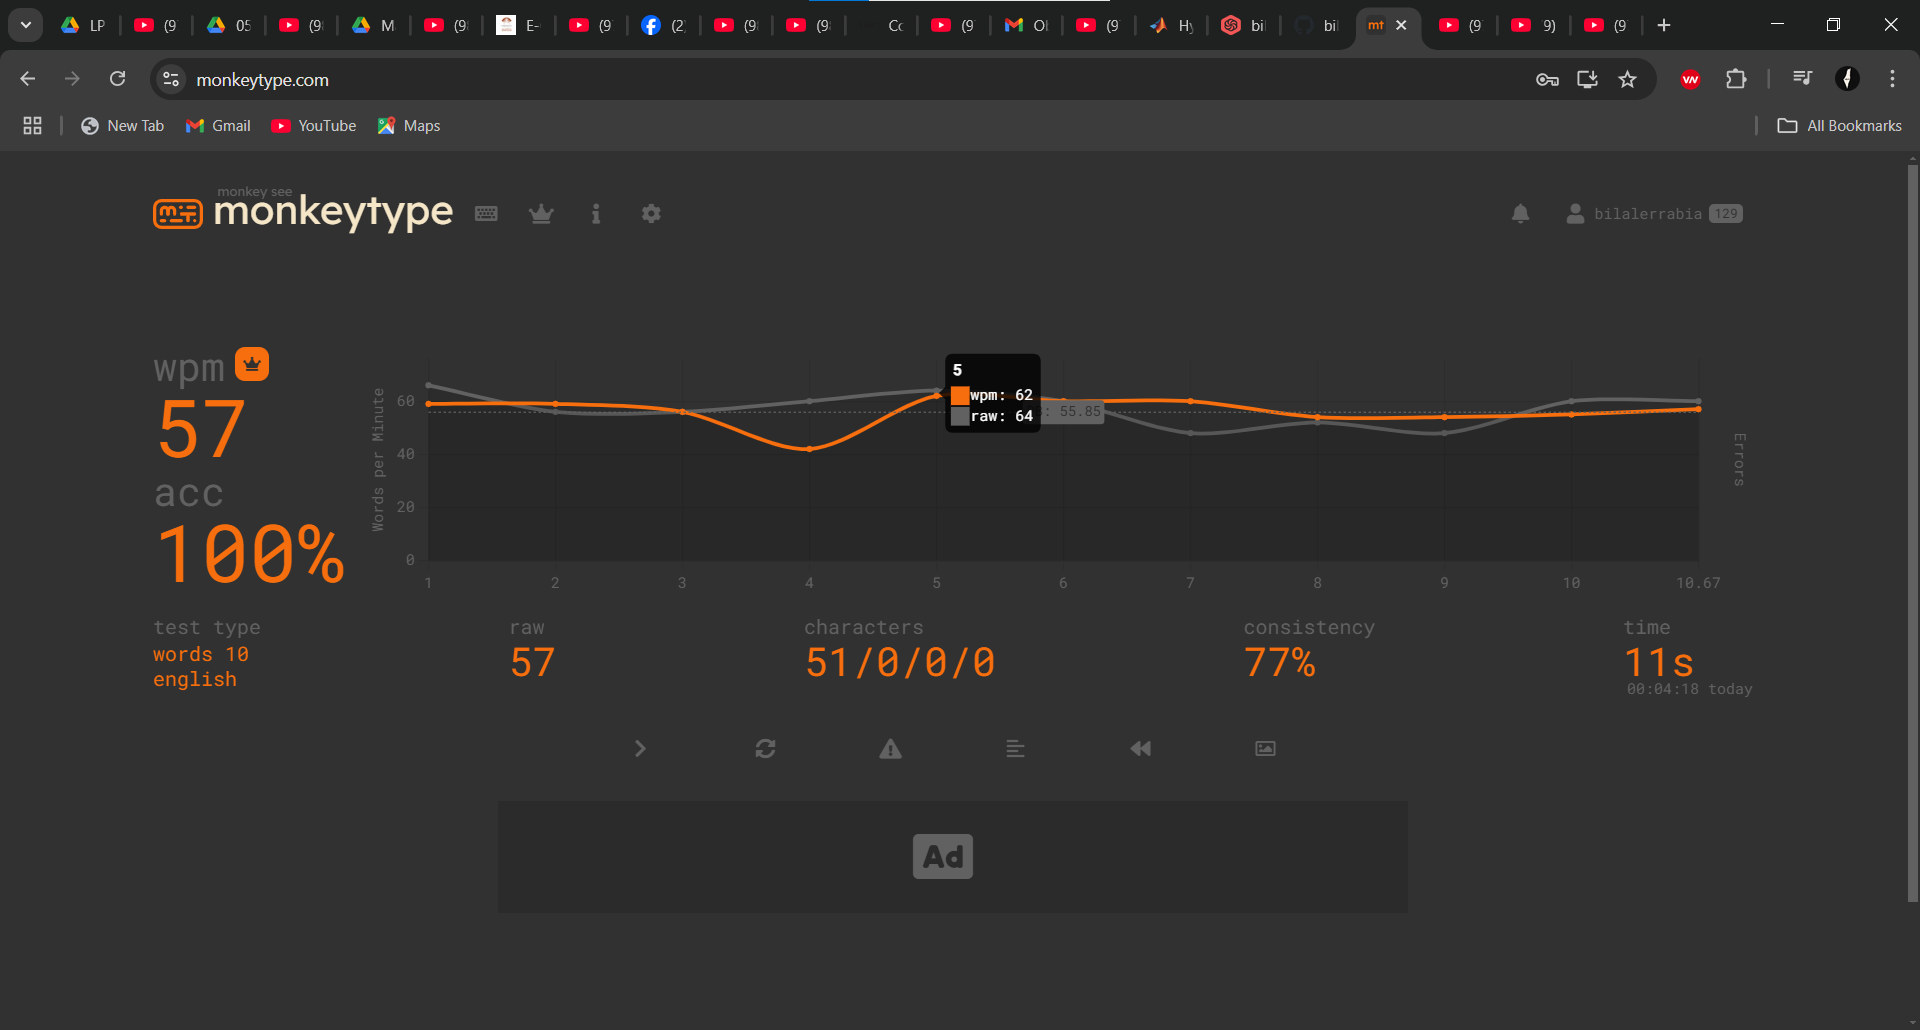 LP
(9
05
(9
M
(9
E-
(9
(2
(9
(9
Co
(9
Ol
(9
Hy
bil
bil
mt
(9
9)
(9
monkeytype.com
New Tab
Gmail
YouTube
Maps
All Bookmarks
monkey see
monkeytype
bilalerrabia 129
wpm
57
acc
100%
Words per Minute
60
40
20
0
5
wpm: 62
raw: 64
: 55.85
Errors
1 2 3 4 5 6 7 8 9 10 10.67
test type
words 10
english
raw
57
characters
51/0/0/0
consistency
77%
time
11s
00:04:18 today
Ad